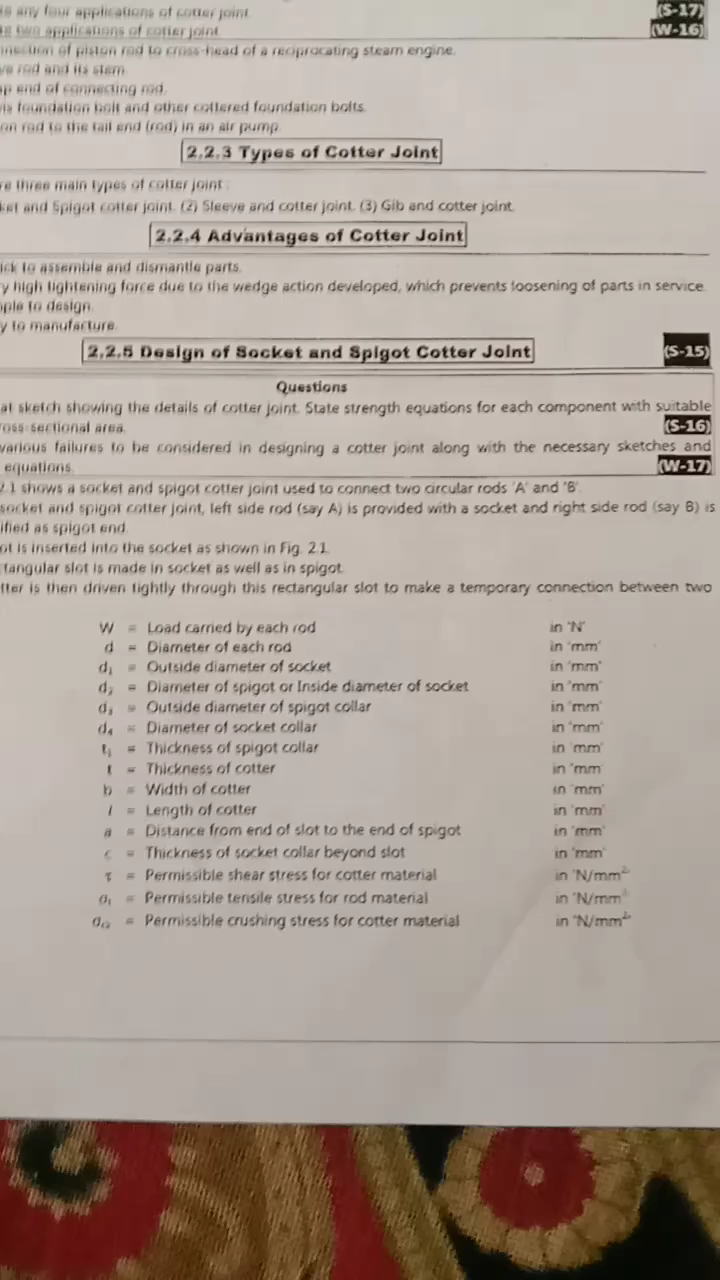 any four applications of cotter joint. (S-17)
two applications of cotter joint. (W-16)
of piston rod to cross-head of a reciprocating steam engine.
rod and its stem.
end of connecting rod.
foundation bolt and other cottered foundation bolts.
rod to the tail end (rod) in an air pump.
2.2.3 Types of Cotter Joint
three main types of cotter joint :
and Spigot cotter joint. (2) Sleeve and cotter joint. (3) Gib and cotter joint.
2.2.4 Advantages of Cotter Joint
to assemble and dismantle parts.
high tightening force due to the wedge action developed, which prevents loosening of parts in service.
to design.
to manufacture.
2.2.5 Design of Socket and Spigot Cotter Joint (S-15)
Questions
sketch showing the details of cotter joint. State strength equations for each component with suitable
area. (S-16)
various failures to be considered in designing a cotter joint along with the necessary sketches and
equations. (W-17)
2.1 shows a socket and spigot cotter joint used to connect two circular rods 'A' and 'B'.
socket and spigot cotter joint, left side rod (say A) is provided with a socket and right side rod (say B) is
as spigot end.
is inserted into the socket as shown in Fig. 2.1.
slot is made in socket as well as in spigot.
is then driven tightly through this rectangular slot to make a temporary connection between two
W = Load carried by each rod in 'N'
d = Diameter of each rod in 'mm'
d₁ = Outside diameter of socket in 'mm'
d₂ = Diameter of spigot or Inside diameter of socket in 'mm'
d₃ = Outside diameter of spigot collar in 'mm'
d₄ = Diameter of socket collar in 'mm'
t₁ = Thickness of spigot collar in 'mm'
t = Thickness of cotter in 'mm'
b = Width of cotter in 'mm'
l = Length of cotter in 'mm'
a = Distance from end of slot to the end of spigot in 'mm'
c = Thickness of socket collar beyond slot in 'mm'
τ = Permissible shear stress for cotter material in 'N/mm²'
σₜ = Permissible tensile stress for rod material in 'N/mm²'
= Permissible crushing stress for cotter material in 'N/mm²'